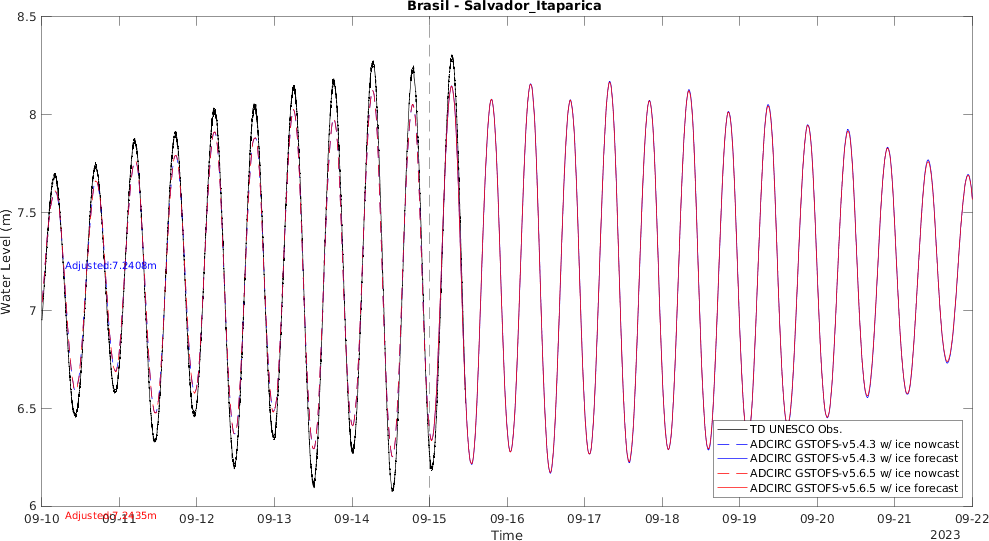 Brasil - Salvador_Itaparica
8.5
8
7.5
7
6.5
6
Water Level (m)
Adjusted:7.2408m
Adjusted:7.2435m
TD UNESCO Obs.
ADCIRC GSTOFS-v5.4.3 w/ ice nowcast
ADCIRC GSTOFS-v5.4.3 w/ ice forecast
ADCIRC GSTOFS-v5.6.5 w/ ice nowcast
ADCIRC GSTOFS-v5.6.5 w/ ice forecast
09-10 09-11 09-12 09-13 09-14 09-15 09-16 09-17 09-18 09-19 09-20 09-21 09-22
Time
2023